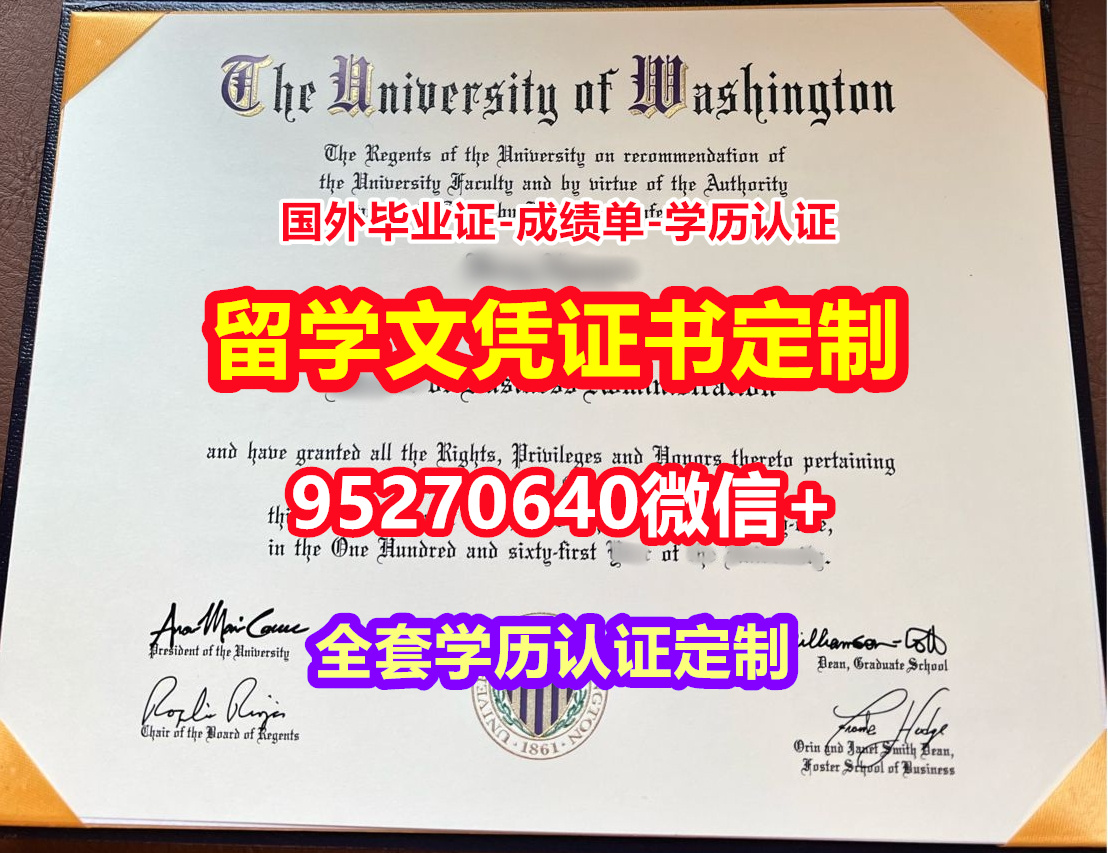 The University of Washington
The Regents of the University on recommendation of
the University Faculty and by virtue of the Authority
国外毕业证-成绩单-学历认证
留学文凭证书定制
of Business Administration
and have granted all the Rights, Privileges and Honors thereto pertaining
95270640微信+
in the One Hundred and sixty-first of
全套学历认证定制
President of the University
Dean, Graduate School
Chair of the Board of Regents
·1861·
Orin and Janet Smith Dean,
Foster School of Business